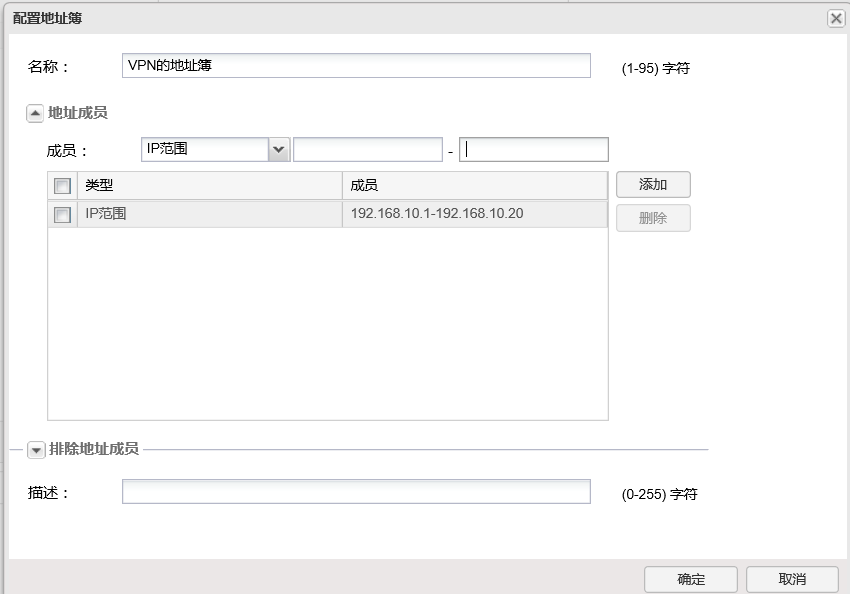 配置地址簿
名称： VPN的地址簿 (1-95) 字符
地址成员
成员： IP范围 -
类型 成员 添加
IP范围 192.168.10.1-192.168.10.20 删除
排除地址成员
描述： (0-255) 字符
确定 取消